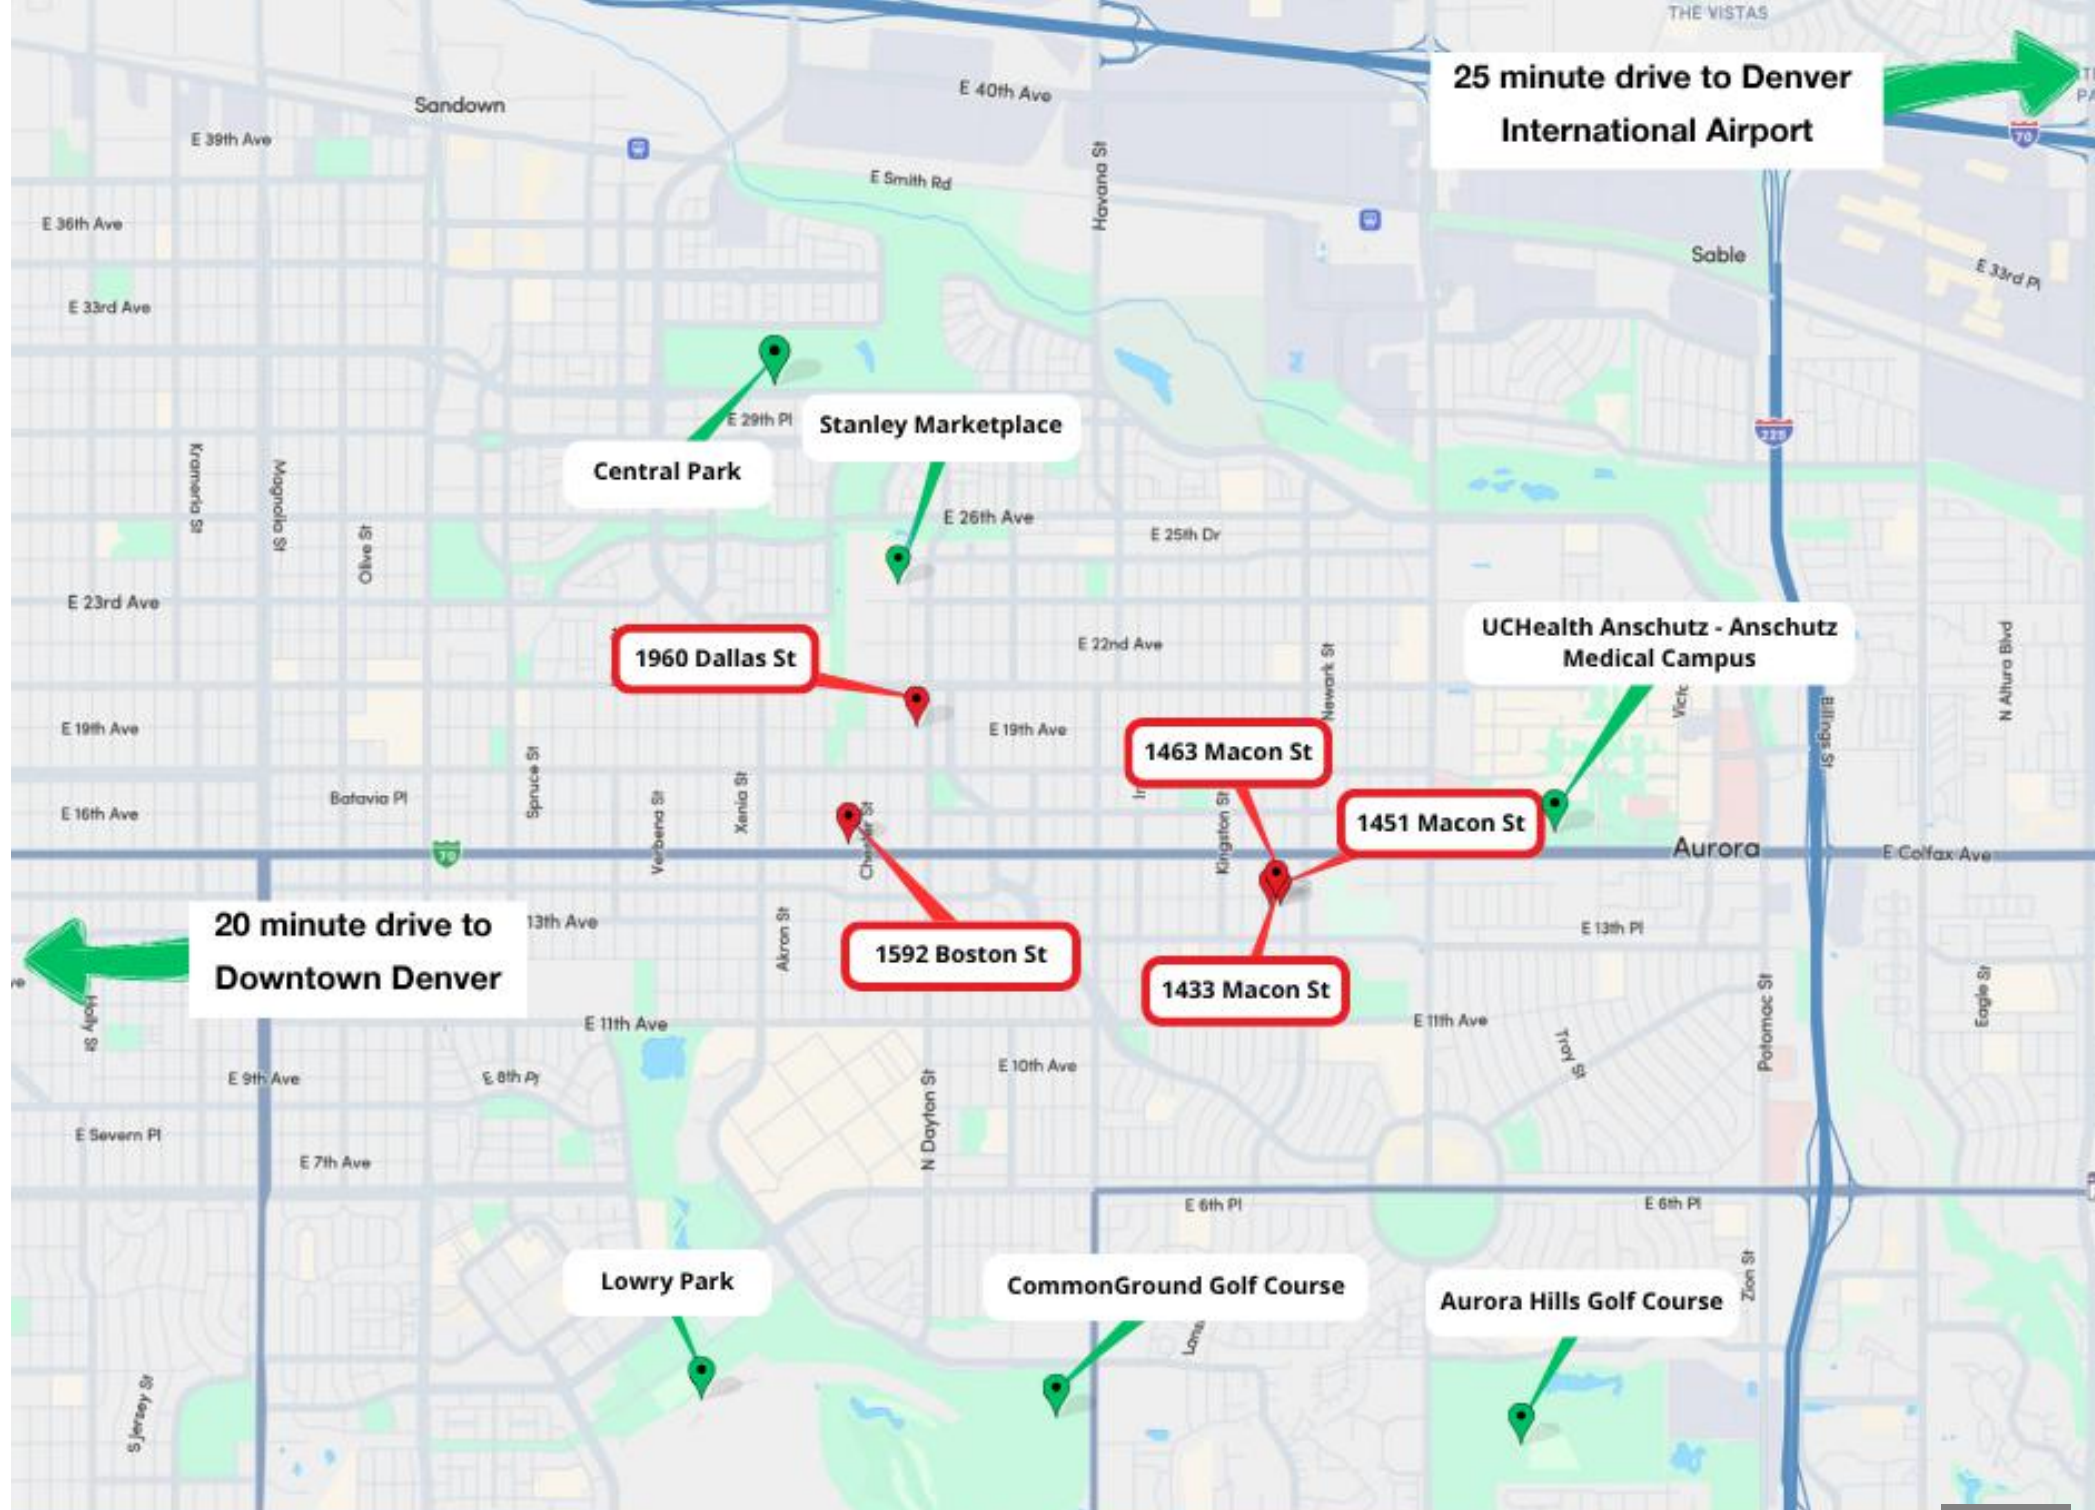 THE VISTAS
25 minute drive to Denver
International Airport
E 40th Ave
Sandown
70
E 39th Ave
Havana St
E Smith Rd
E 36th Ave
Sable
E 33rd Pl
E 33rd Ave
E 29th Pl
Stanley Marketplace
225
Central Park
Krameria St
Magnolia St
Olive St
E 26th Ave
E 25th Dr
E 23rd Ave
UCHealth Anschutz - Anschutz
Medical Campus
1960 Dallas St
E 22nd Ave
Newark St
N Altura Blvd
Billings St
E 19th Ave
E 19th Ave
1463 Macon St
Spruce St
Batavia Pl
Verbena St
Xenia St
Kingston St
1451 Macon St
E 16th Ave
70
Aurora
E Colfax Ave
20 minute drive to
Downtown Denver
13th Ave
Akron St
1592 Boston St
E 13th Pl
1433 Macon St
Holly St
E 11th Ave
E 11th Ave
Troy St
Potomac St
Eagle St
E 9th Ave
E 8th Pl
E 10th Ave
N Dayton St
E Severn Pl
E 7th Ave
E 6th Pl
E 6th Pl
Lowry Park
CommonGround Golf Course
Aurora Hills Golf Course
Zion St
S Jersey St